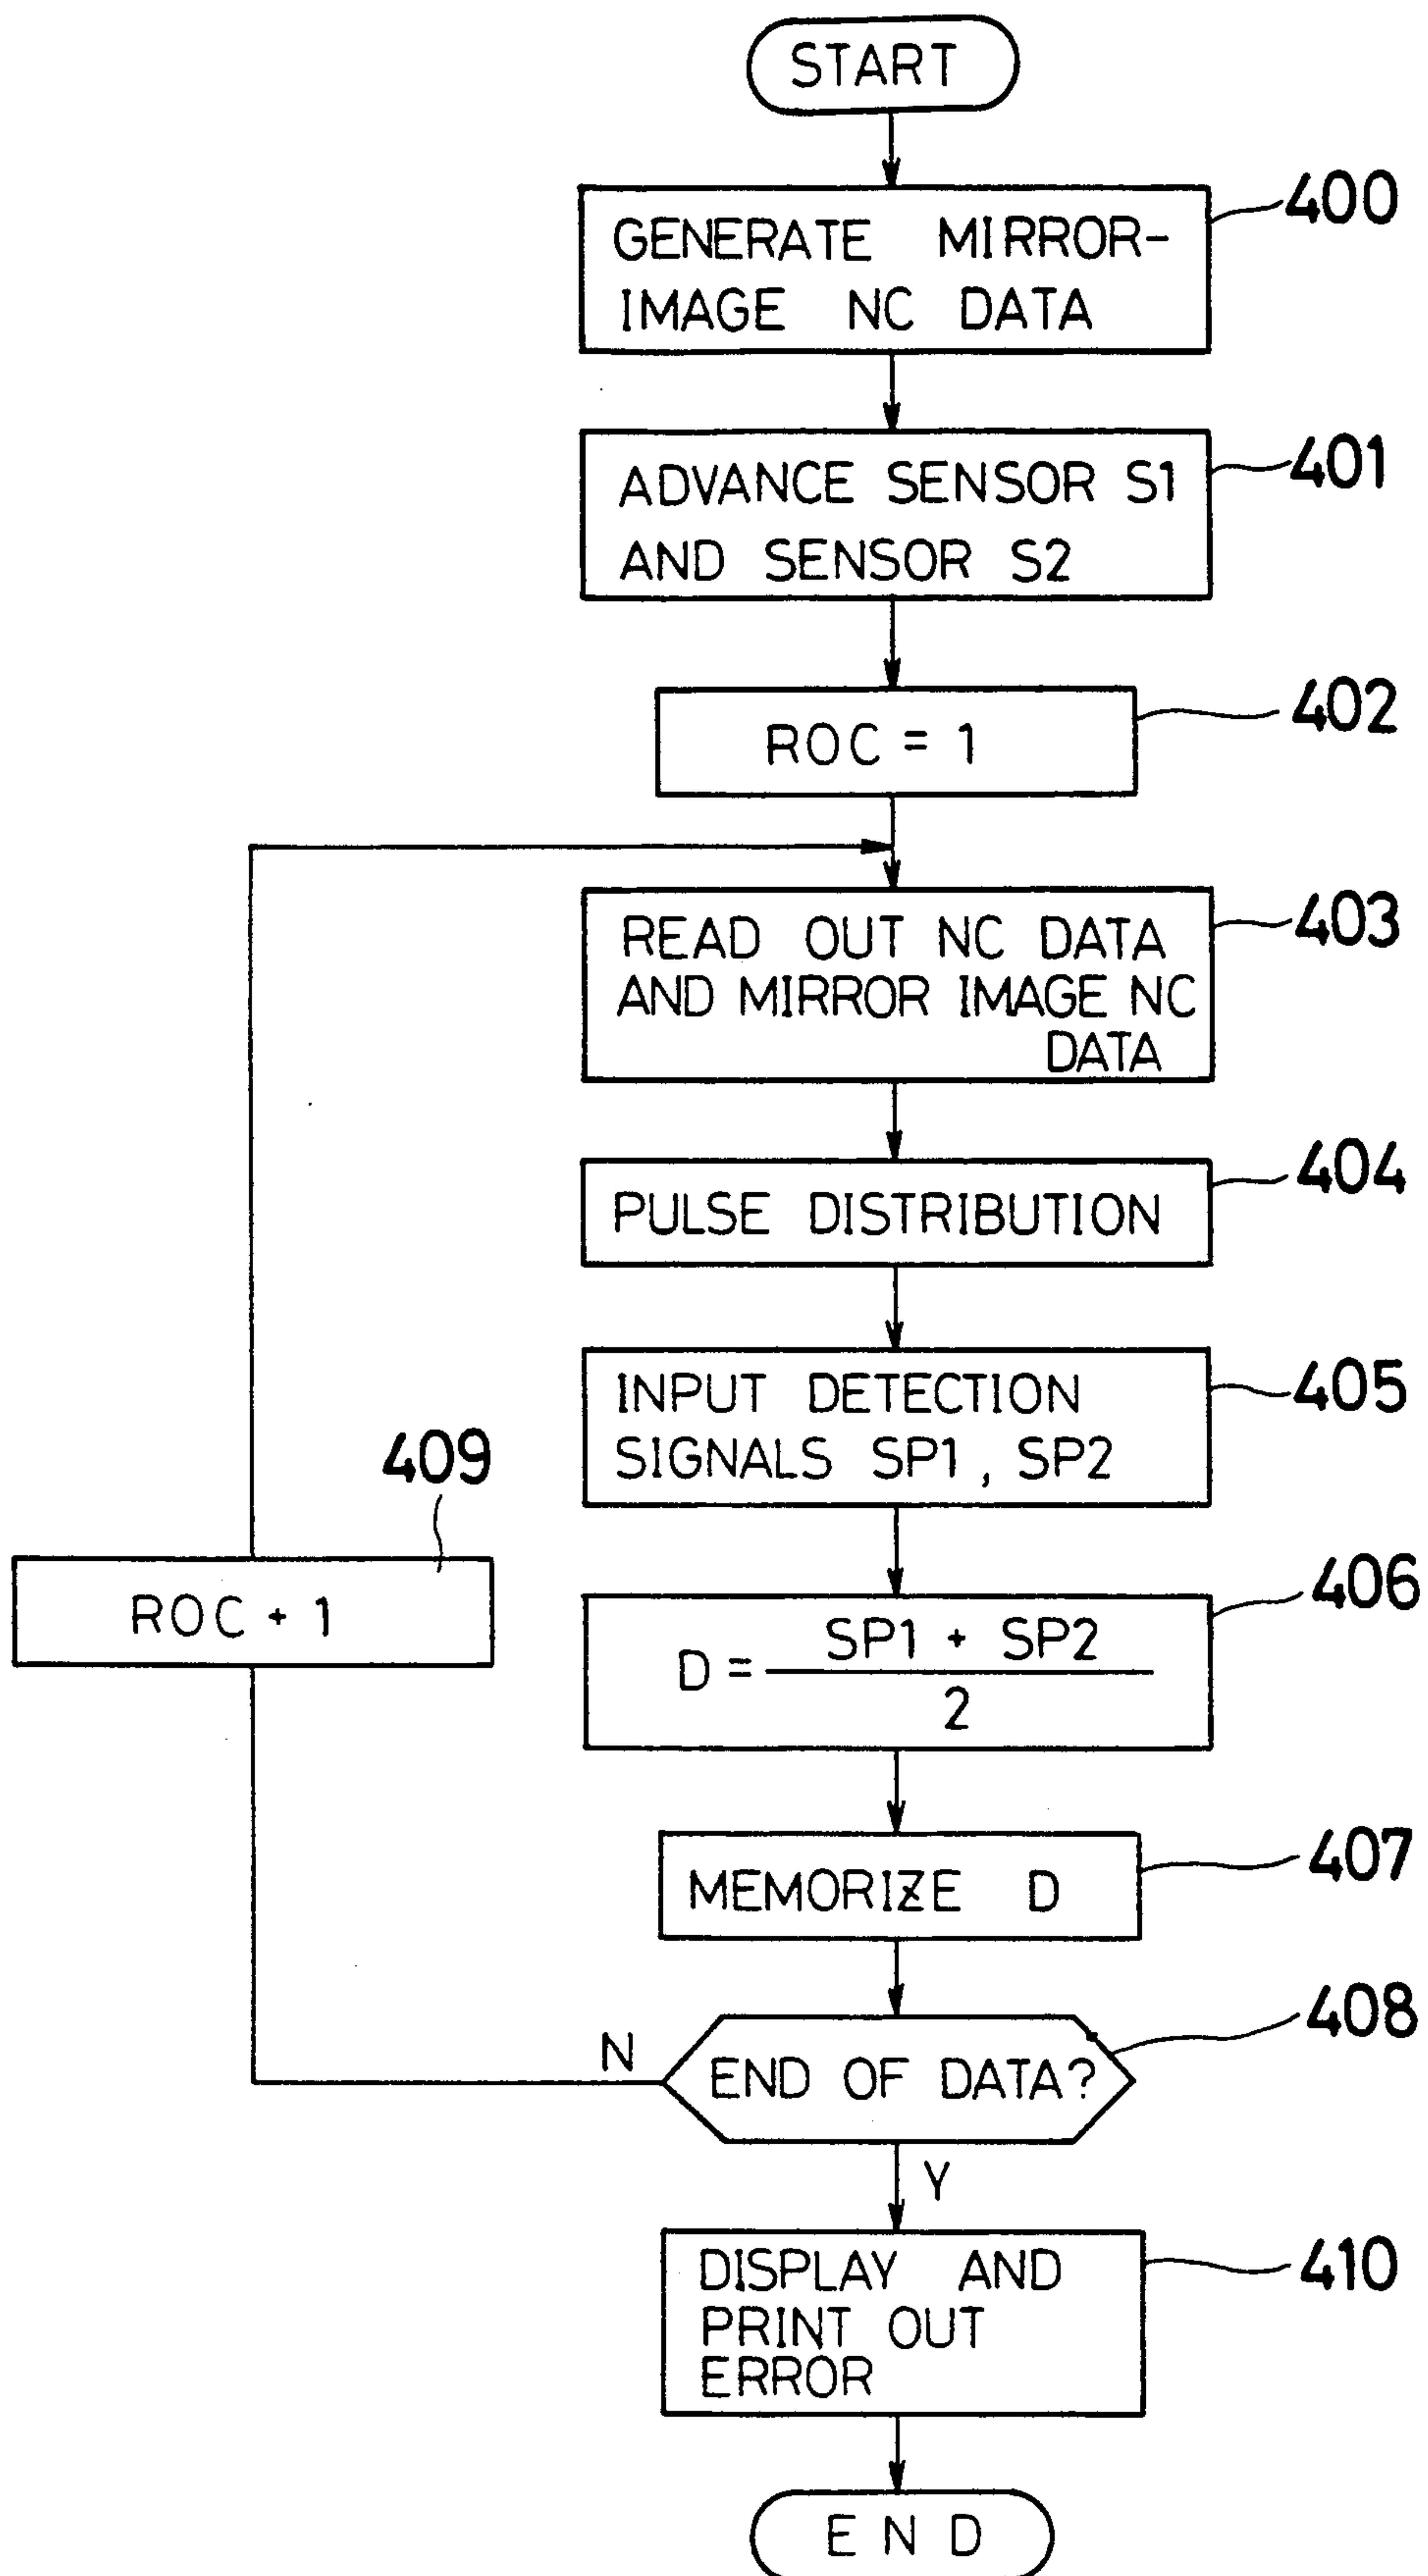 START
400
GENERATE MIRROR-
IMAGE NC DATA
401
ADVANCE SENSOR S1
AND SENSOR S2
402
ROC = 1
403
READ OUT NC DATA
AND MIRROR IMAGE NC
DATA
404
PULSE DISTRIBUTION
405
INPUT DETECTION
SIGNALS SP1, SP2
409
ROC + 1
406
D = SP1 + SP2
2
407
MEMORIZE D
408
N
END OF DATA?
Y
410
DISPLAY AND
PRINT OUT
ERROR
END